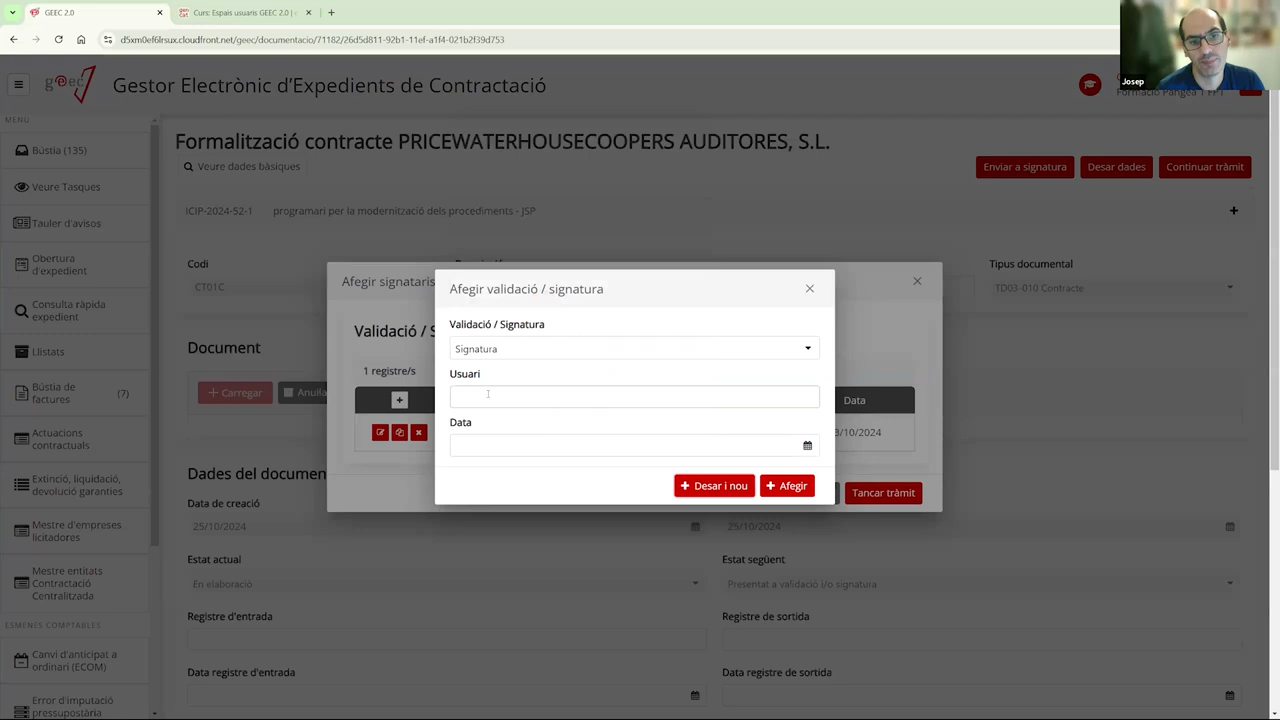 GEEC 2.0
Curs: Espais usuaris GEEC 2.0 | e
d5xm0ef6lrsux.cloudfront.net/geec/documentacio/71182/26d5d811-92b1-11ef-a1f4-021b2f39d753
Josep
geec
Gestor Electrònic d'Expedients de Contractació
MENU
Bústia (135)
Veure Tasques
Tauler d'avisos
Obertura
d'expedient
Consulta ràpida
expedient
Llistats
Bústia de
factures
(7)
Actuacions
contractuals
Extinció, liquidació,
devolució garanties
Mestre d'empreses
licitadores
Mestre entitats
Contractació
Centralitzada
ESMENES COMPTABLES
Canvi d'anticipat a
ordinari (ECOM)
Error d'imputació
pressupostària
Formalització contracte PRICEWATERHOUSECOOPERS AUDITORES, S.L.
Veure dades bàsiques
Enviar a signatura
Desar dades
Continuar tràmit
ICIP-2024-52-1
programari per la modernització dels procediments - JSP
Codi
Tipus documental
CT01C
TD03-010 Contracte
Afegir signataris
Document
Carregar
Validació / S
1 registre/s
Data
3/10/2024
Tancar tràmit
Afegir validació / signatura
Validació / Signatura
Signatura
Usuari
Data
Desar i nou
Afegir
Dades del documen
Data de creació
25/10/2024
25/10/2024
Estat actual
Estat següent
En elaboració
Presentat a validació i/o signatura
Registre d'entrada
Registre de sortida
Data registre d'entrada
Data registre de sortida